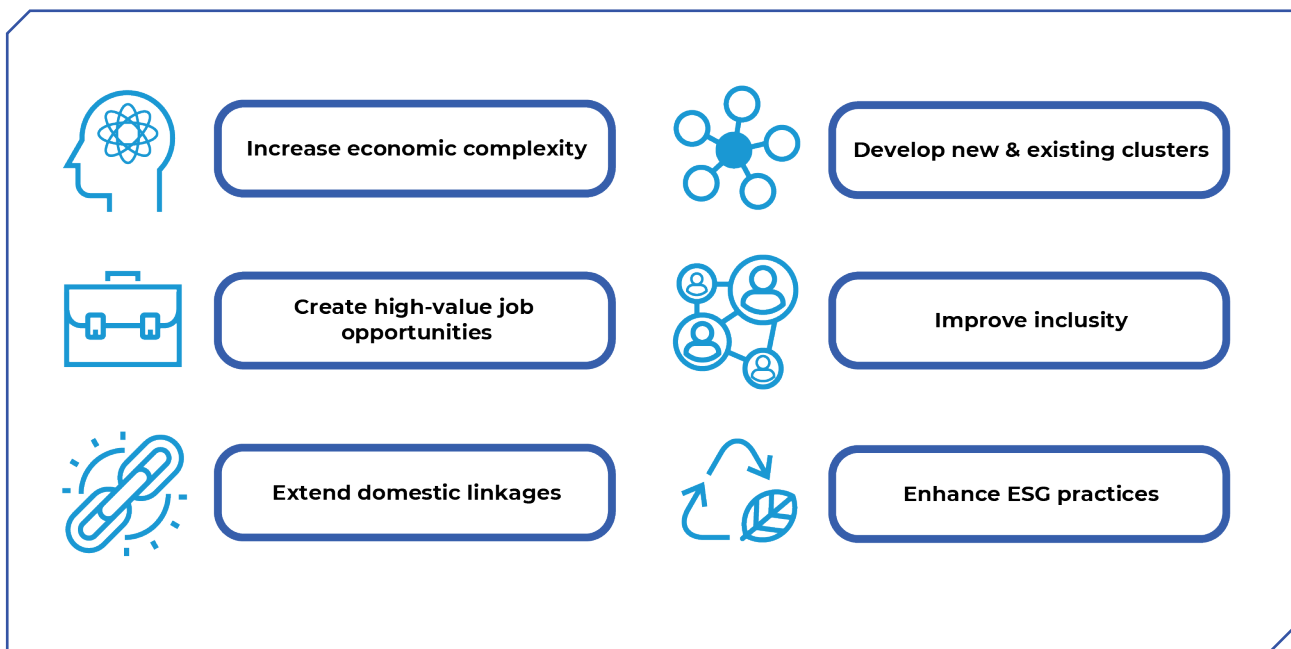 Increase economic complexity
Develop new & existing clusters
Create high-value job
opportunities
Improve inclusity
Extend domestic linkages
Enhance ESG practices